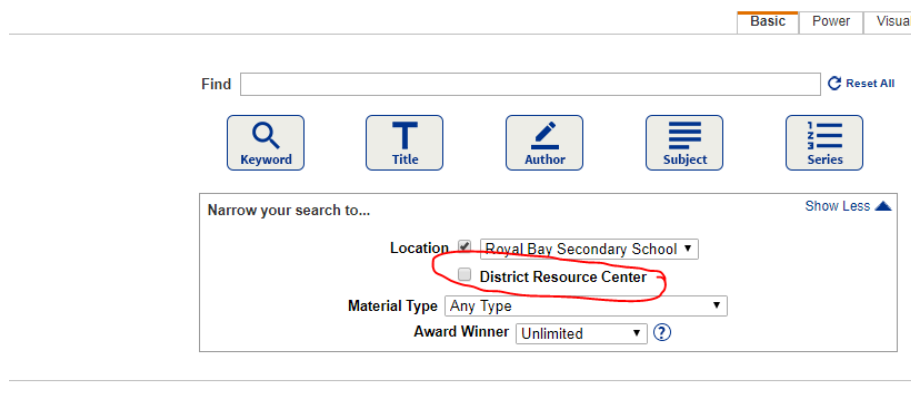 Basic Power Visua
Find Reset All
Keyword Title Author Subject Series
Narrow your search to... Show Less
Location Royal Bay Secondary School
District Resource Center
Material Type Any Type
Award Winner Unlimited ?